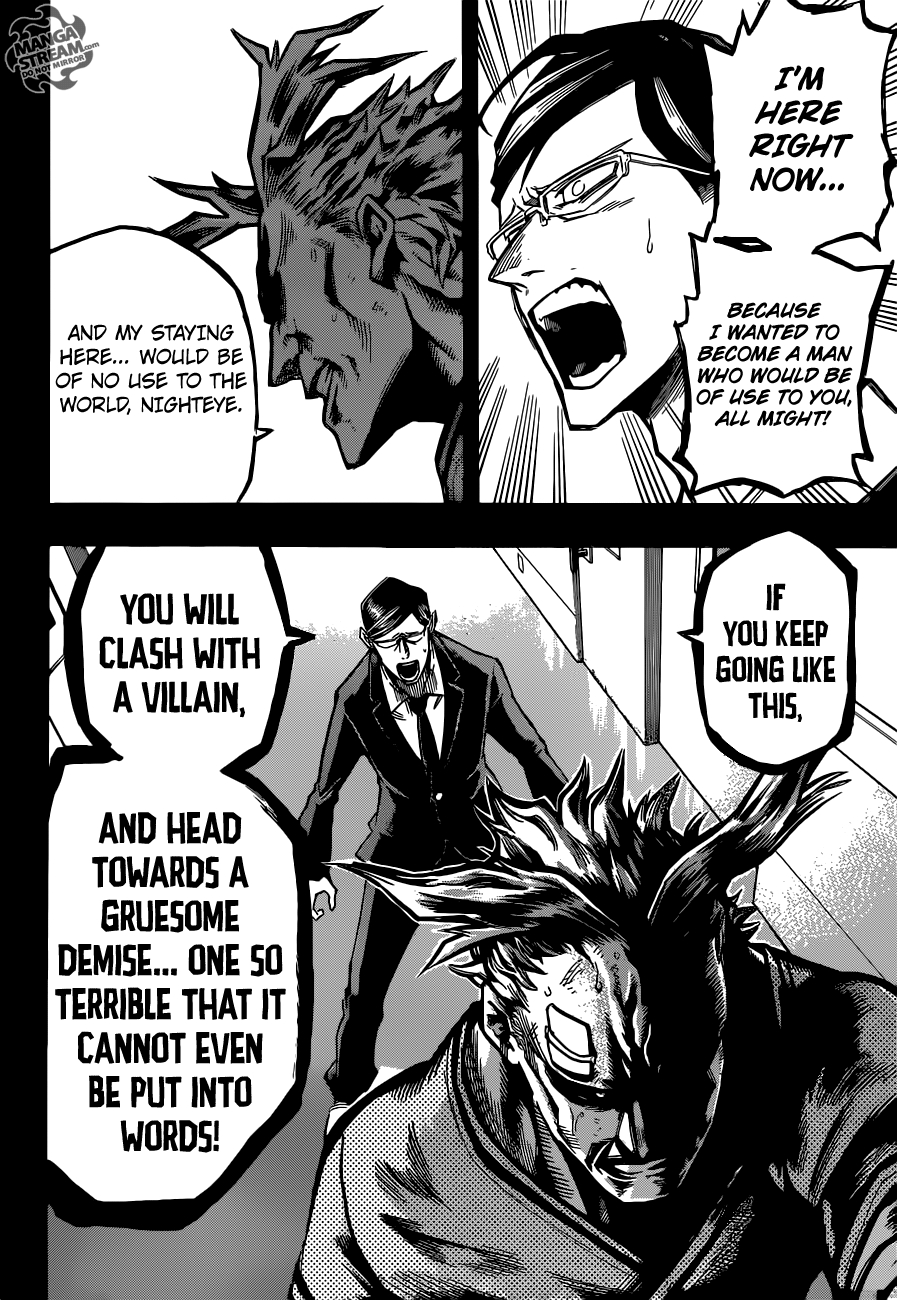 MANGA
STREAM.com
DO NOT MIRROR
I'M
HERE
RIGHT
NOW...
BECAUSE
I WANTED TO
BECOME A MAN
WHO WOULD BE
OF USE TO YOU,
ALL MIGHT!
AND MY STAYING
HERE... WOULD BE
OF NO USE TO THE
WORLD, NIGHTEYE.
IF
YOU KEEP
GOING LIKE
THIS,
YOU WILL
CLASH WITH
A VILLAIN,
AND HEAD
TOWARDS A
GRUESOME
DEMISE... ONE SO
TERRIBLE THAT IT
CANNOT EVEN
BE PUT INTO
WORDS!